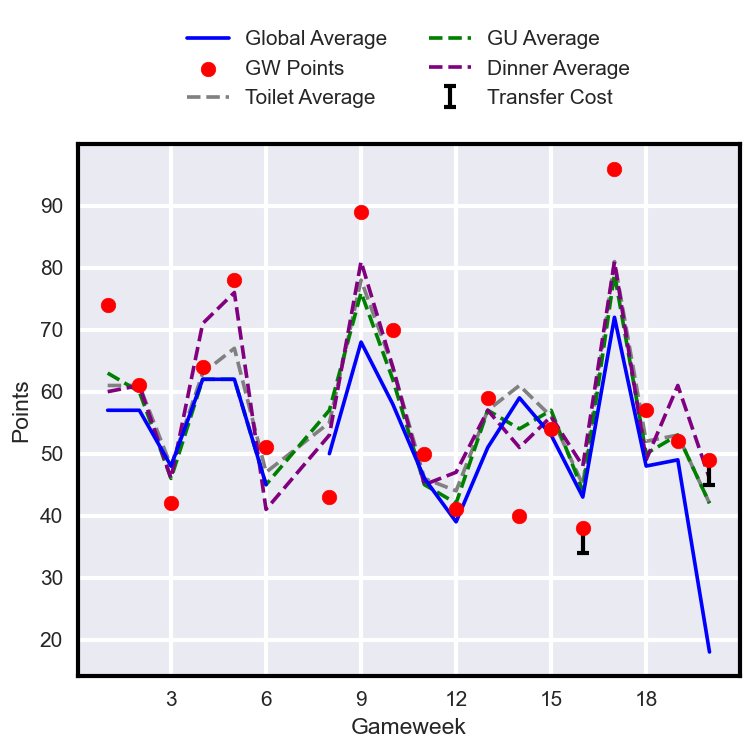 Global Average
GW Points
Toilet Average
GU Average
Dinner Average
Transfer Cost
Points
90
80
70
60
50
40
30
20
3 6 9 12 15 18
Gameweek